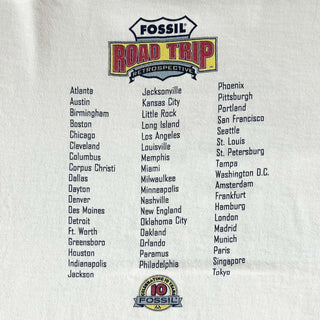 FOSSIL
ROAD TRIP
RETROSPECTIVE
Atlanta
Austin
Birmingham
Boston
Chicago
Cleveland
Columbus
Corpus Christi
Dallas
Dayton
Denver
Des Moines
Detroit
Ft. Worth
Greensboro
Houston
Indianapolis
Jackson
Jacksonville
Kansas City
Little Rock
Long Island
Los Angeles
Louisville
Memphis
Miami
Milwaukee
Minneapolis
Nashville
New England
Oklahoma City
Oakland
Orlando
Paramus
Philadelphia
Phoenix
Pittsburgh
Portland
San Francisco
Seattle
St. Louis
St. Petersburg
Tampa
Washington D.C.
Amsterdam
Frankfurt
Hamburg
London
Madrid
Munich
Paris
Singapore
Tokyo
CELEBRATING 10 YEARS
10
FOSSIL